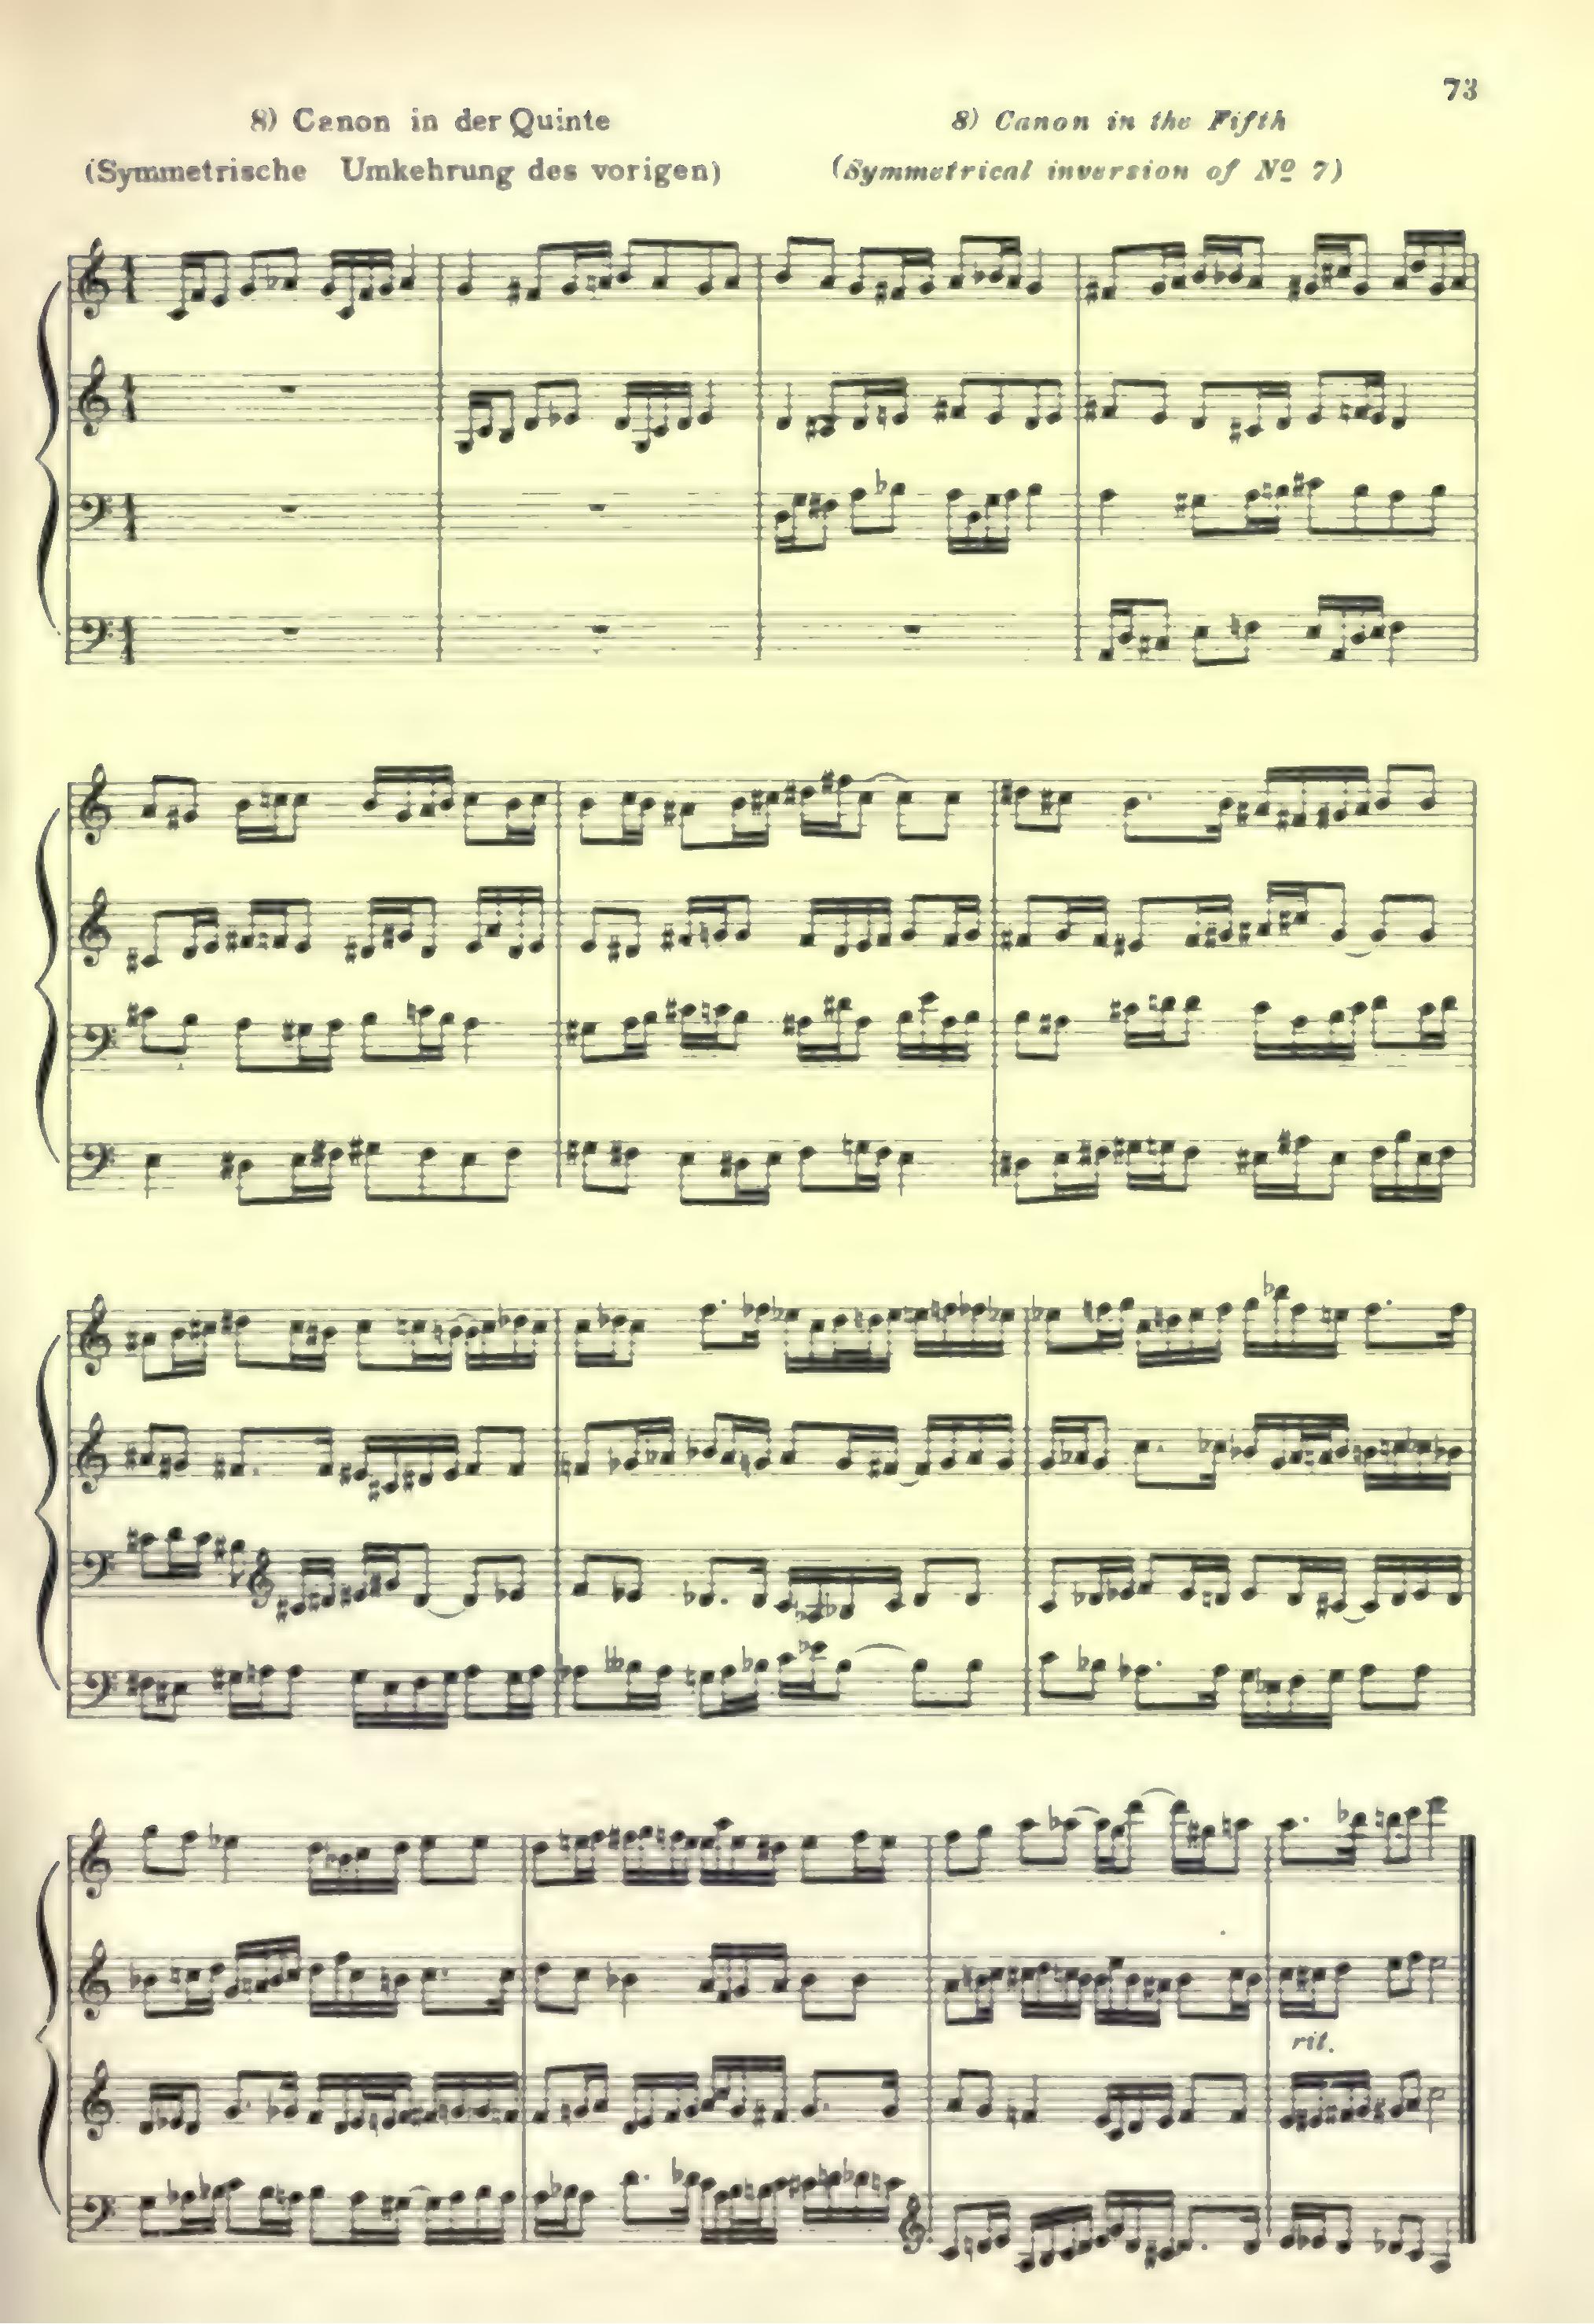 73
8) Canon in der Quinte
(Symmetrische Umkehrung des vorigen)
8) Canon in the Fifth
(Symmetrical inversion of Nº 7)
rit.